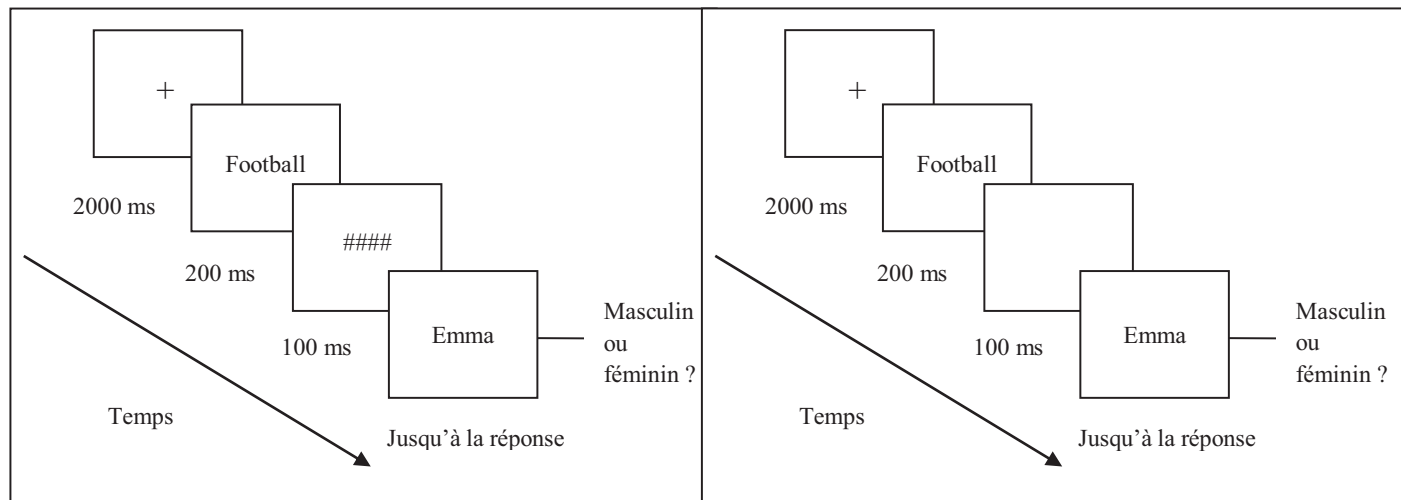 +
Football
2000 ms
####
200 ms
Emma
100 ms
Masculin
ou
féminin ?
Temps
Jusqu'à la réponse
+
Football
2000 ms
200 ms
Emma
100 ms
Masculin
ou
féminin ?
Temps
Jusqu'à la réponse